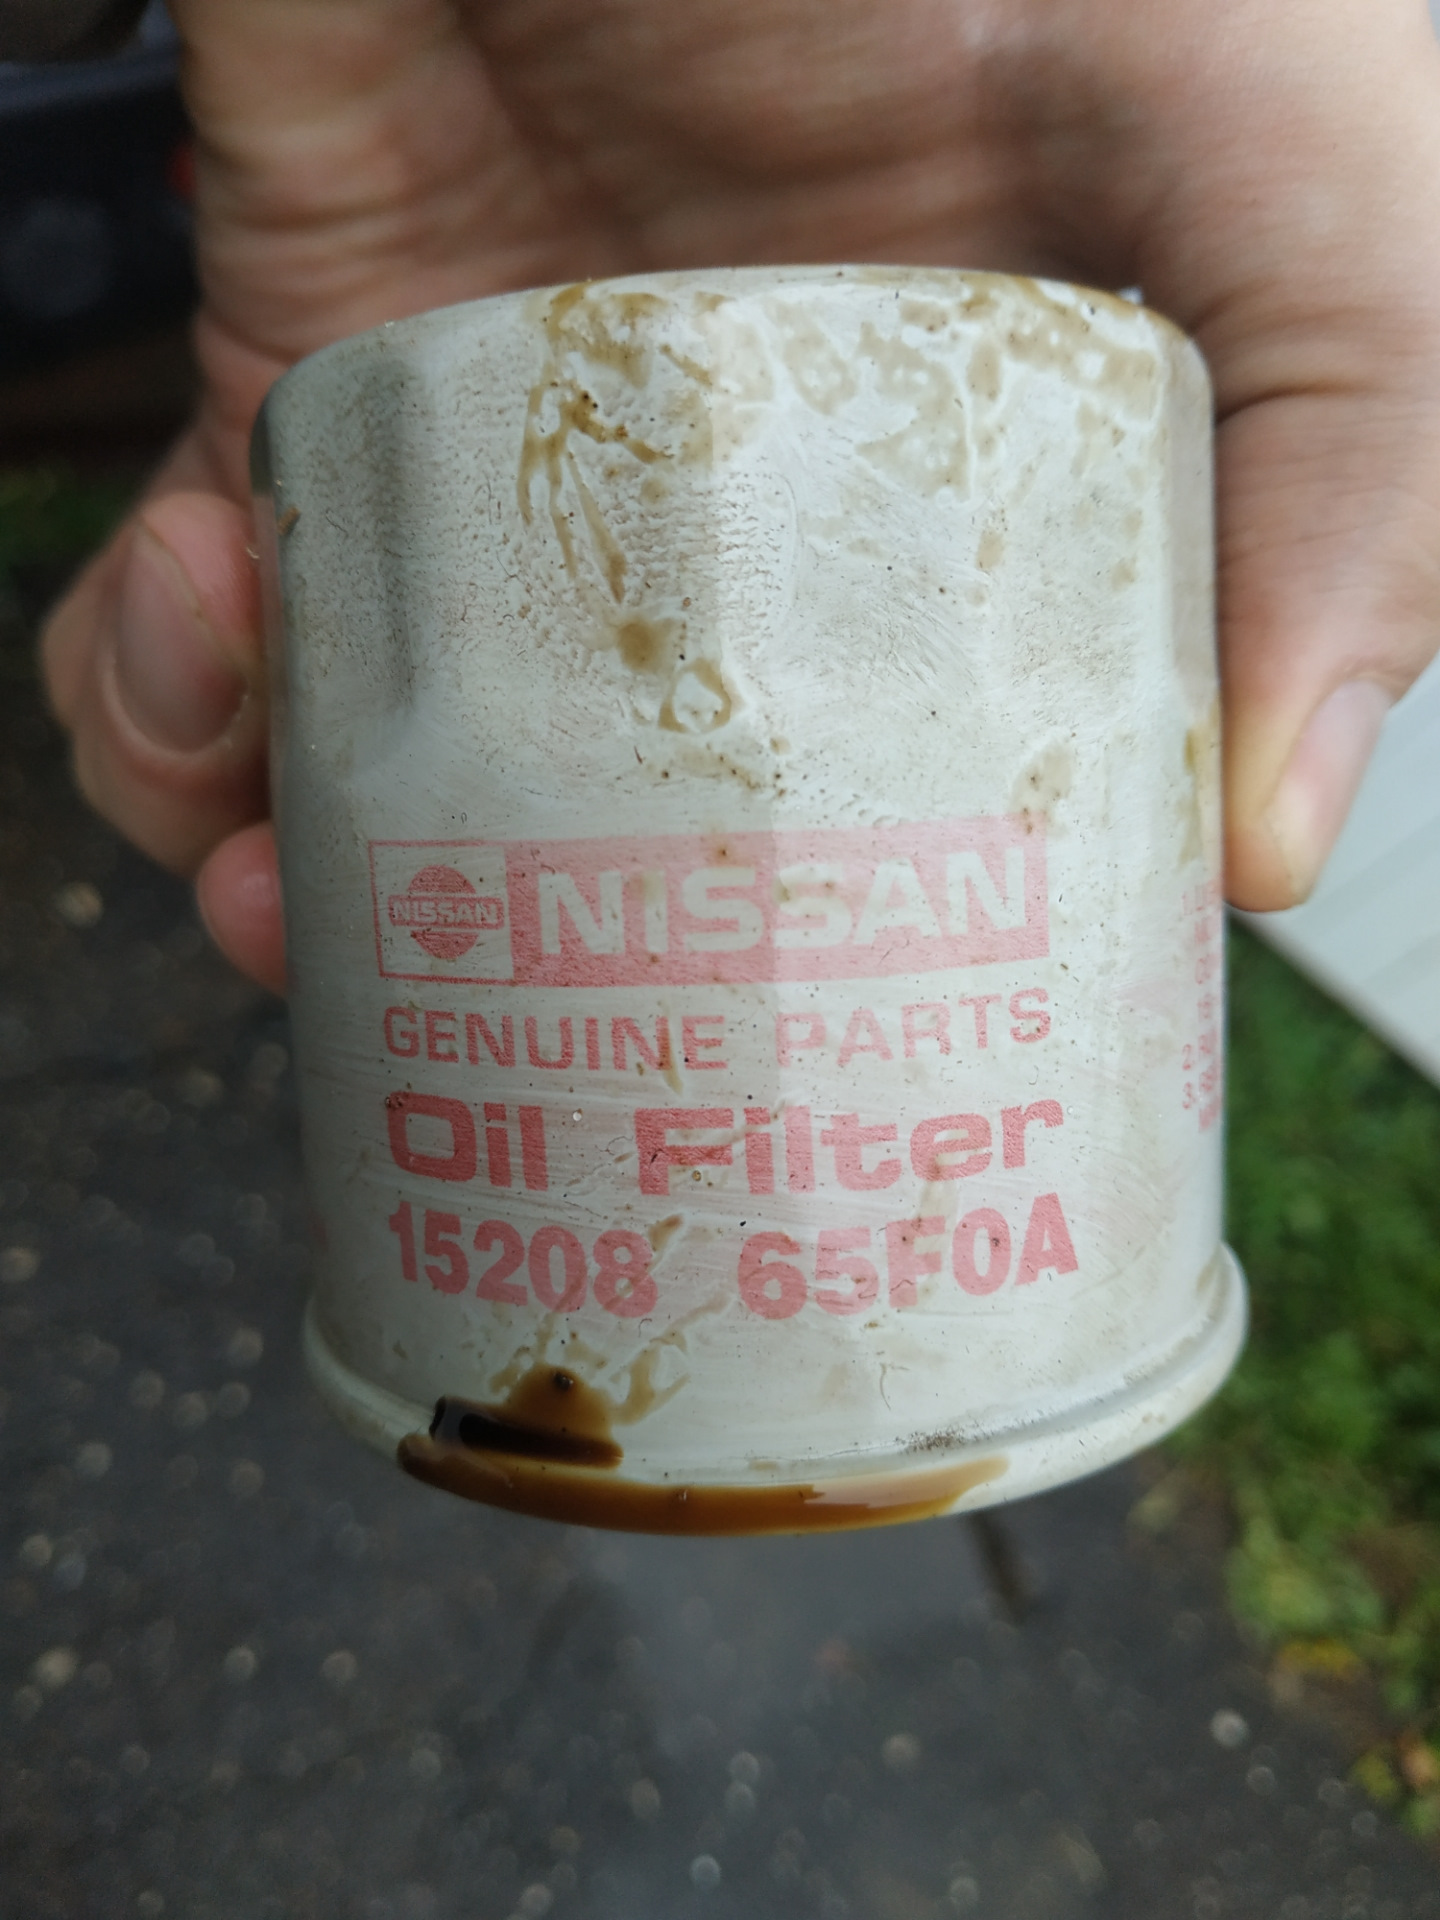 NISSAN NISSAN
GENUINE PARTS
Oil Filter
15208 65F0A